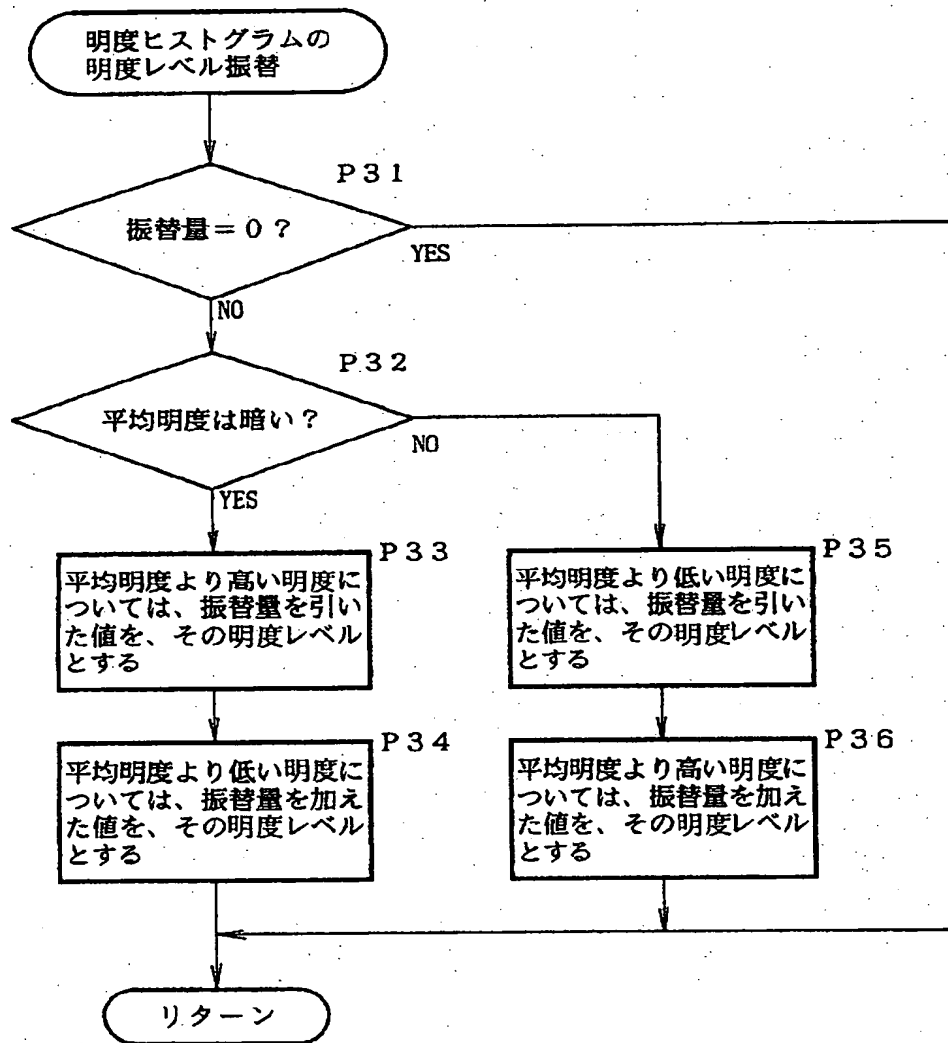 明度ヒストグラムの
明度レベル振替
P31
振替量=0?
YES
NO
P32
平均明度は暗い?
NO
YES
P33
平均明度より高い明度に
ついては、振替量を引い
た値を、その明度レベル
とする
P35
平均明度より低い明度に
ついては、振替量を引い
た値を、その明度レベル
とする
P34
平均明度より低い明度に
ついては、振替量を加え
た値を、その明度レベル
とする
P36
平均明度より高い明度に
ついては、振替量を加え
た値を、その明度レベル
とする
リターン